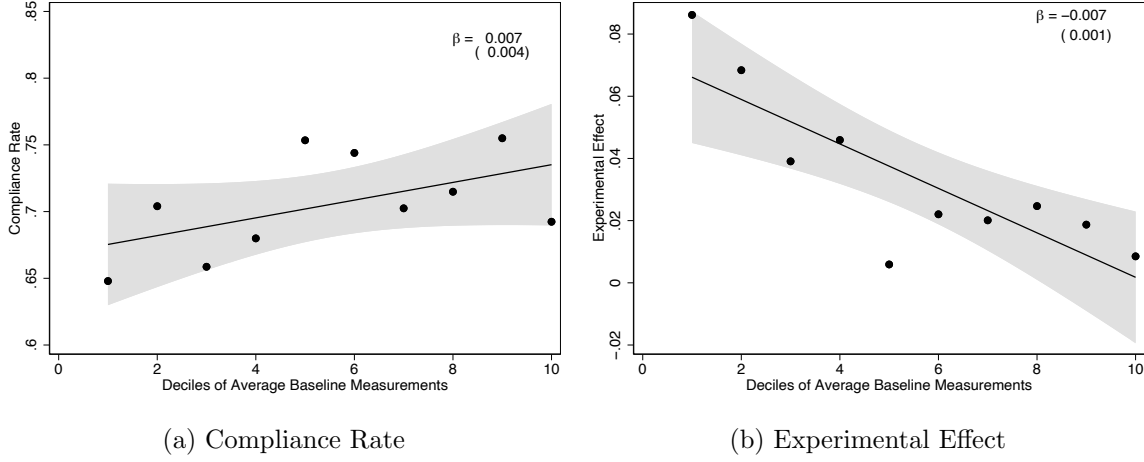 .85
.8
.75
.7
.65
.6
Compliance Rate
β = 0.007
( 0.004)
0 2 4 6 8 10
Deciles of Average Baseline Measurements
(a) Compliance Rate
.08
.06
.04
.02
0
-.02
Experimental Effect
β = -0.007
( 0.001)
0 2 4 6 8 10
Deciles of Average Baseline Measurements
(b) Experimental Effect